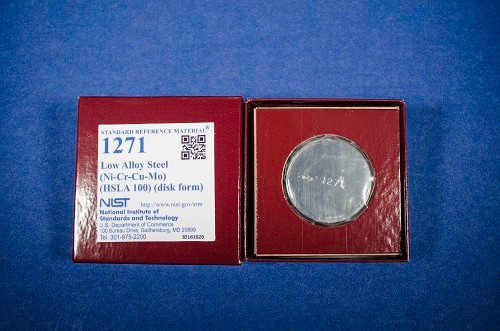 STANDARD REFERENCE MATERIAL®
1271
Low Alloy Steel
(Ni-Cr-Cu-Mo)
(HSLA 100) (disk form)
NIST http://www.nist.gov/srm
National Institute of
Standards and Technology
U.S. Department of Commerce
100 Bureau Drive, Gaithersburg, MD 20899
Tel. 301-975-2200 ID161020